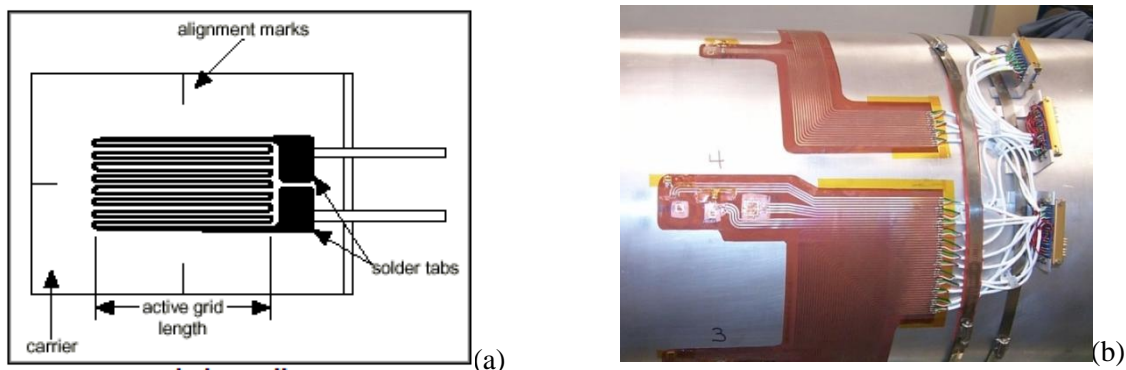 alignment marks
solder tabs
active grid
length
carrier
(a)
4
3
(b)